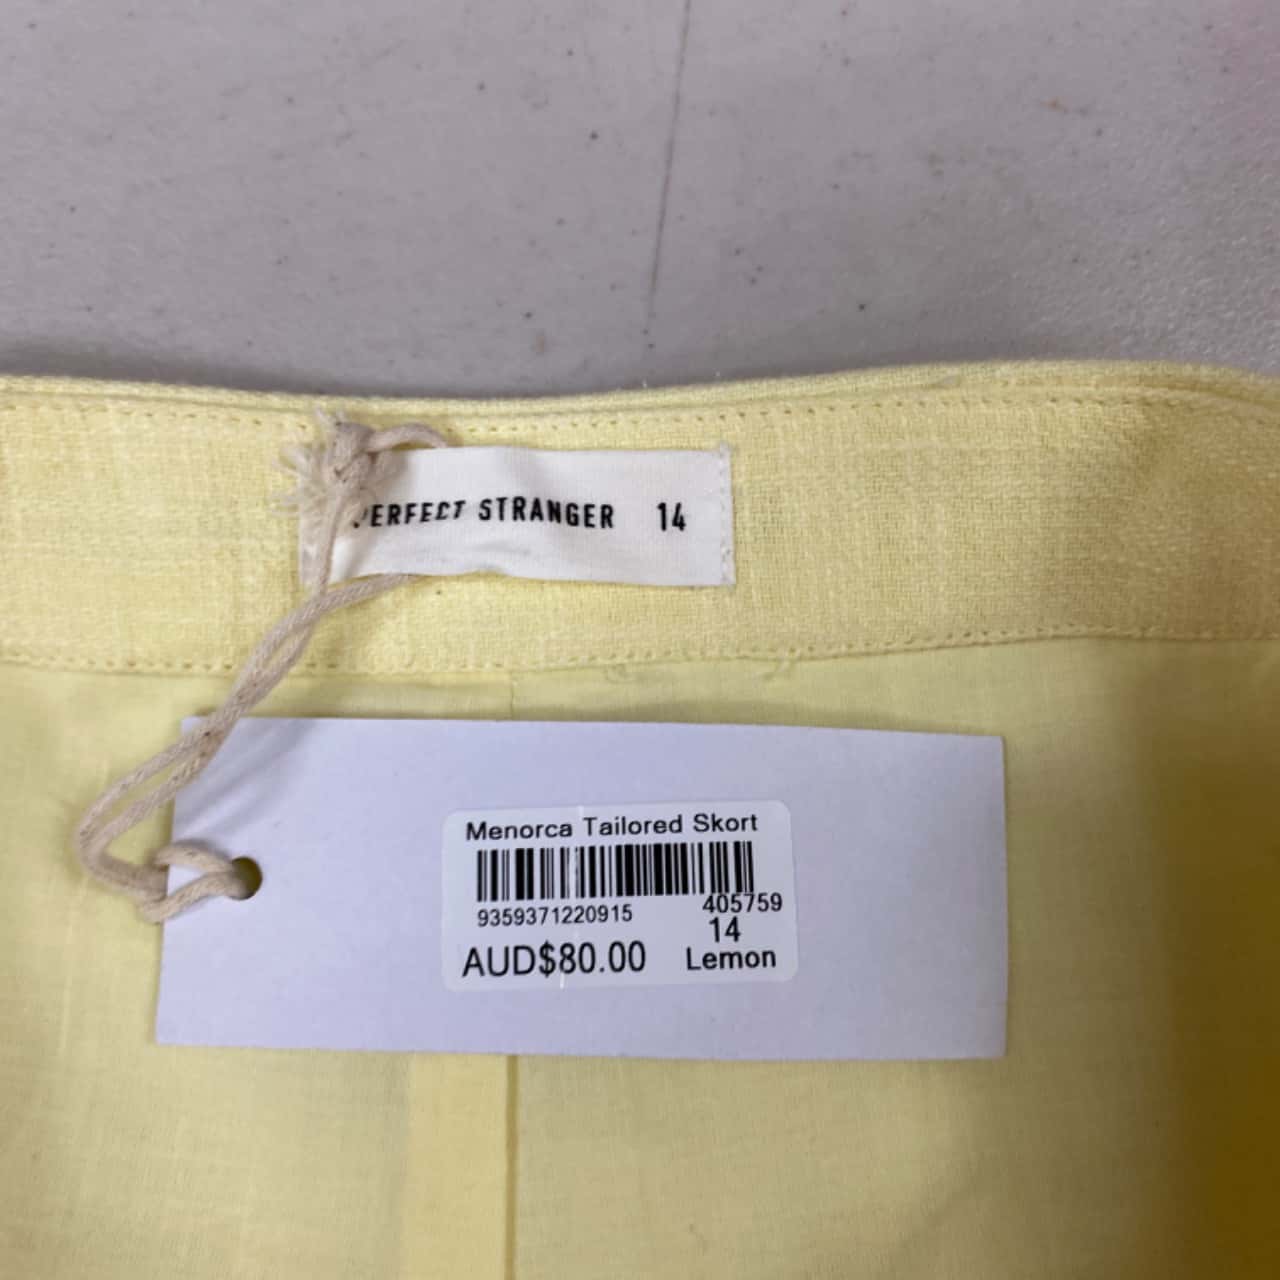 PERFECT STRANGER 14
Menorca Tailored Skort
9359371220915 405759
14
AUD$80.00 Lemon